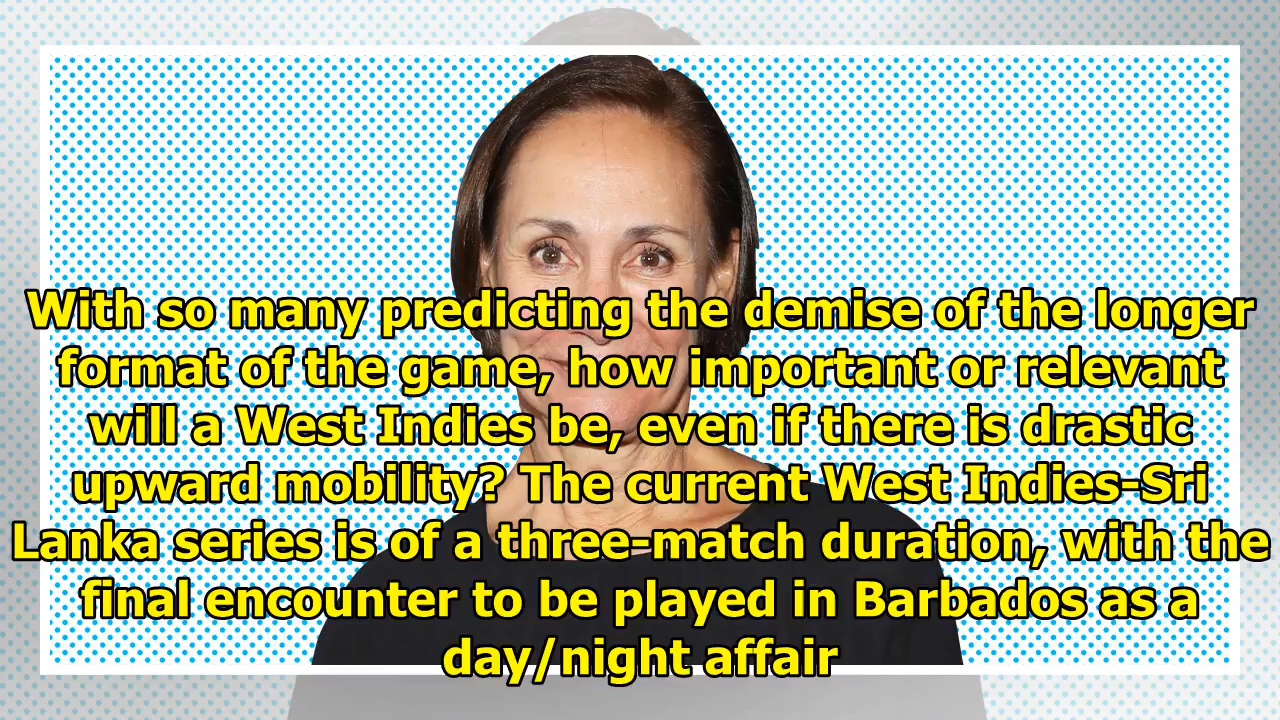 With so many predicting the demise of the longer
format of the game, how important or relevant
will a West Indies be, even if there is drastic
upward mobility? The current West Indies-Sri
Lanka series is of a three-match duration, with the
final encounter to be played in Barbados as a
day/night affair